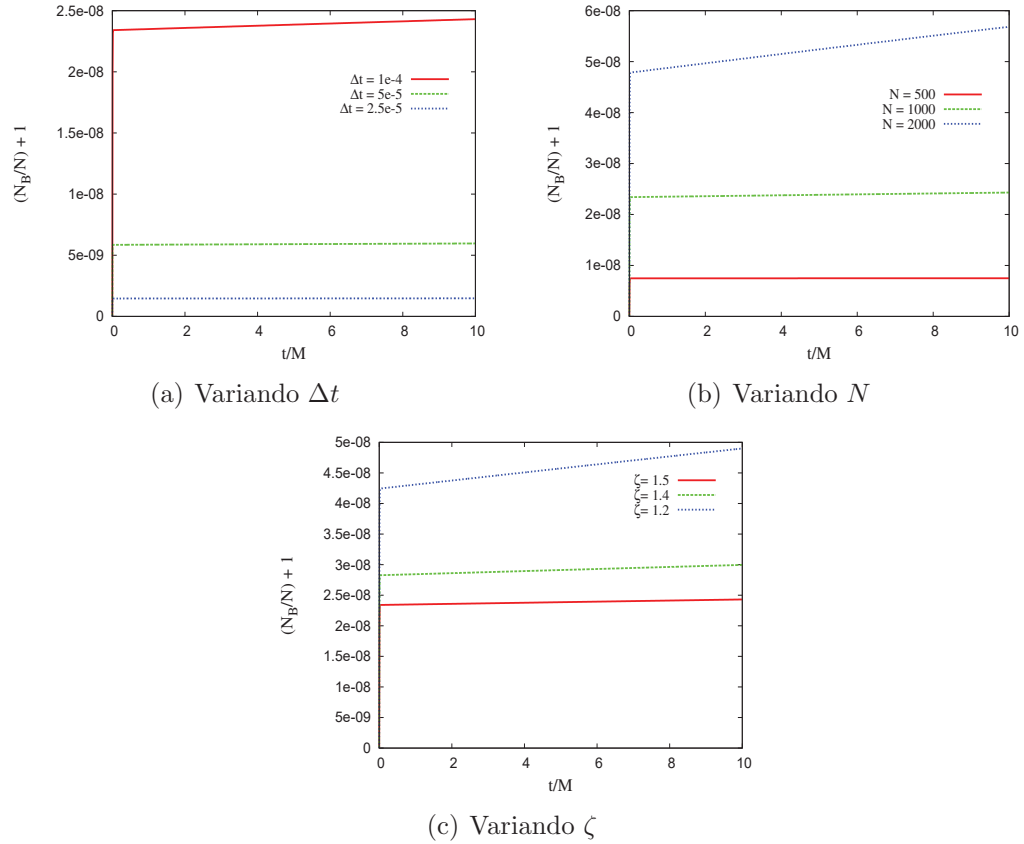 2.5e-08
2e-08
1.5e-08
1e-08
5e-09
0
0 2 4 6 8 10
(N_B/N) + 1
t/M
Δt = 1e-4
Δt = 5e-5
Δt = 2.5e-5
(a) Variando Δt
6e-08
5e-08
4e-08
3e-08
2e-08
1e-08
0
0 2 4 6 8 10
(N_B/N) + 1
t/M
N = 500
N = 1000
N = 2000
(b) Variando N
5e-08
4.5e-08
4e-08
3.5e-08
3e-08
2.5e-08
2e-08
1.5e-08
1e-08
5e-09
0
0 2 4 6 8 10
(N_B/N) + 1
t/M
ζ= 1.5
ζ= 1.4
ζ= 1.2
(c) Variando ζ